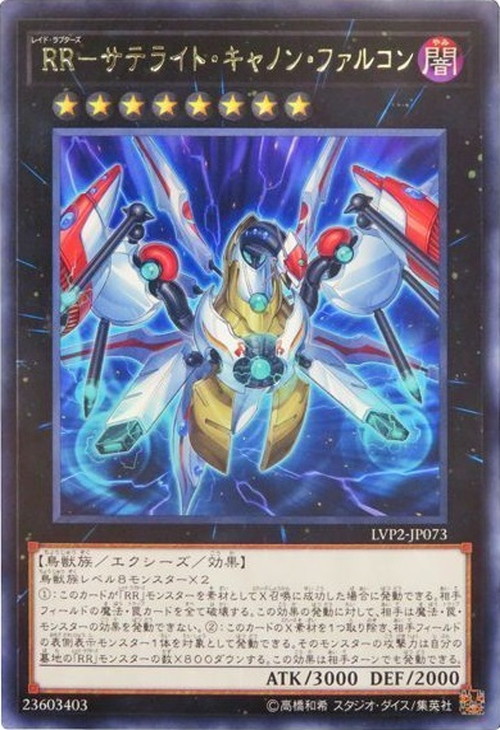 レイド・ラプターズ
RR－サテライト・キャノン・ファルコン
やみ
闇
LVP2-JP073
【鳥獣族／エクシーズ／効果】
鳥獣族レベル8モンスター×2
①：このカードが「RR」モンスターを素材としてX召喚に成功した場合に発動できる。相手
フィールドの魔法・罠カードを全て破壊する。この効果の発動に対して、相手は魔法・罠・
モンスターの効果を発動できない。②：このカードのX素材を1つ取り除き、相手フィールド
の表側表示モンスター1体を対象として発動できる。そのモンスターの攻撃力は自分の
墓地の「RR」モンスターの数×800ダウンする。この効果は相手ターンでも発動できる。
ATK/3000 DEF/2000
23603403
©高橋和希 スタジオ・ダイス/集英社